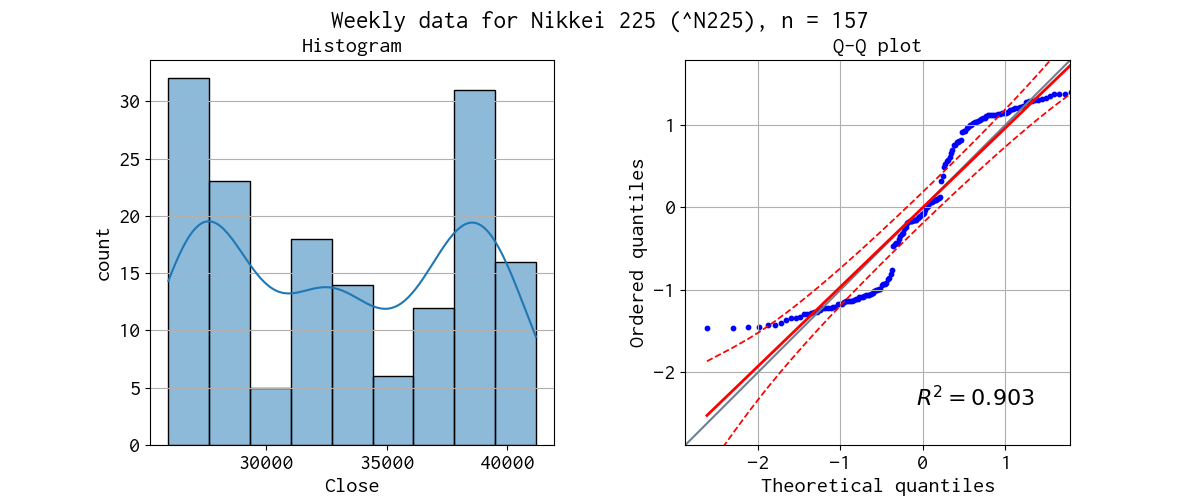 Weekly data for Nikkei 225 (^N225), n = 157
Histogram
30
25
20
15
10
5
0
count
30000 35000 40000
Close
Q-Q plot
1
0
−1
−2
Ordered quantiles
R² = 0.903
−2 −1 0 1
Theoretical quantiles